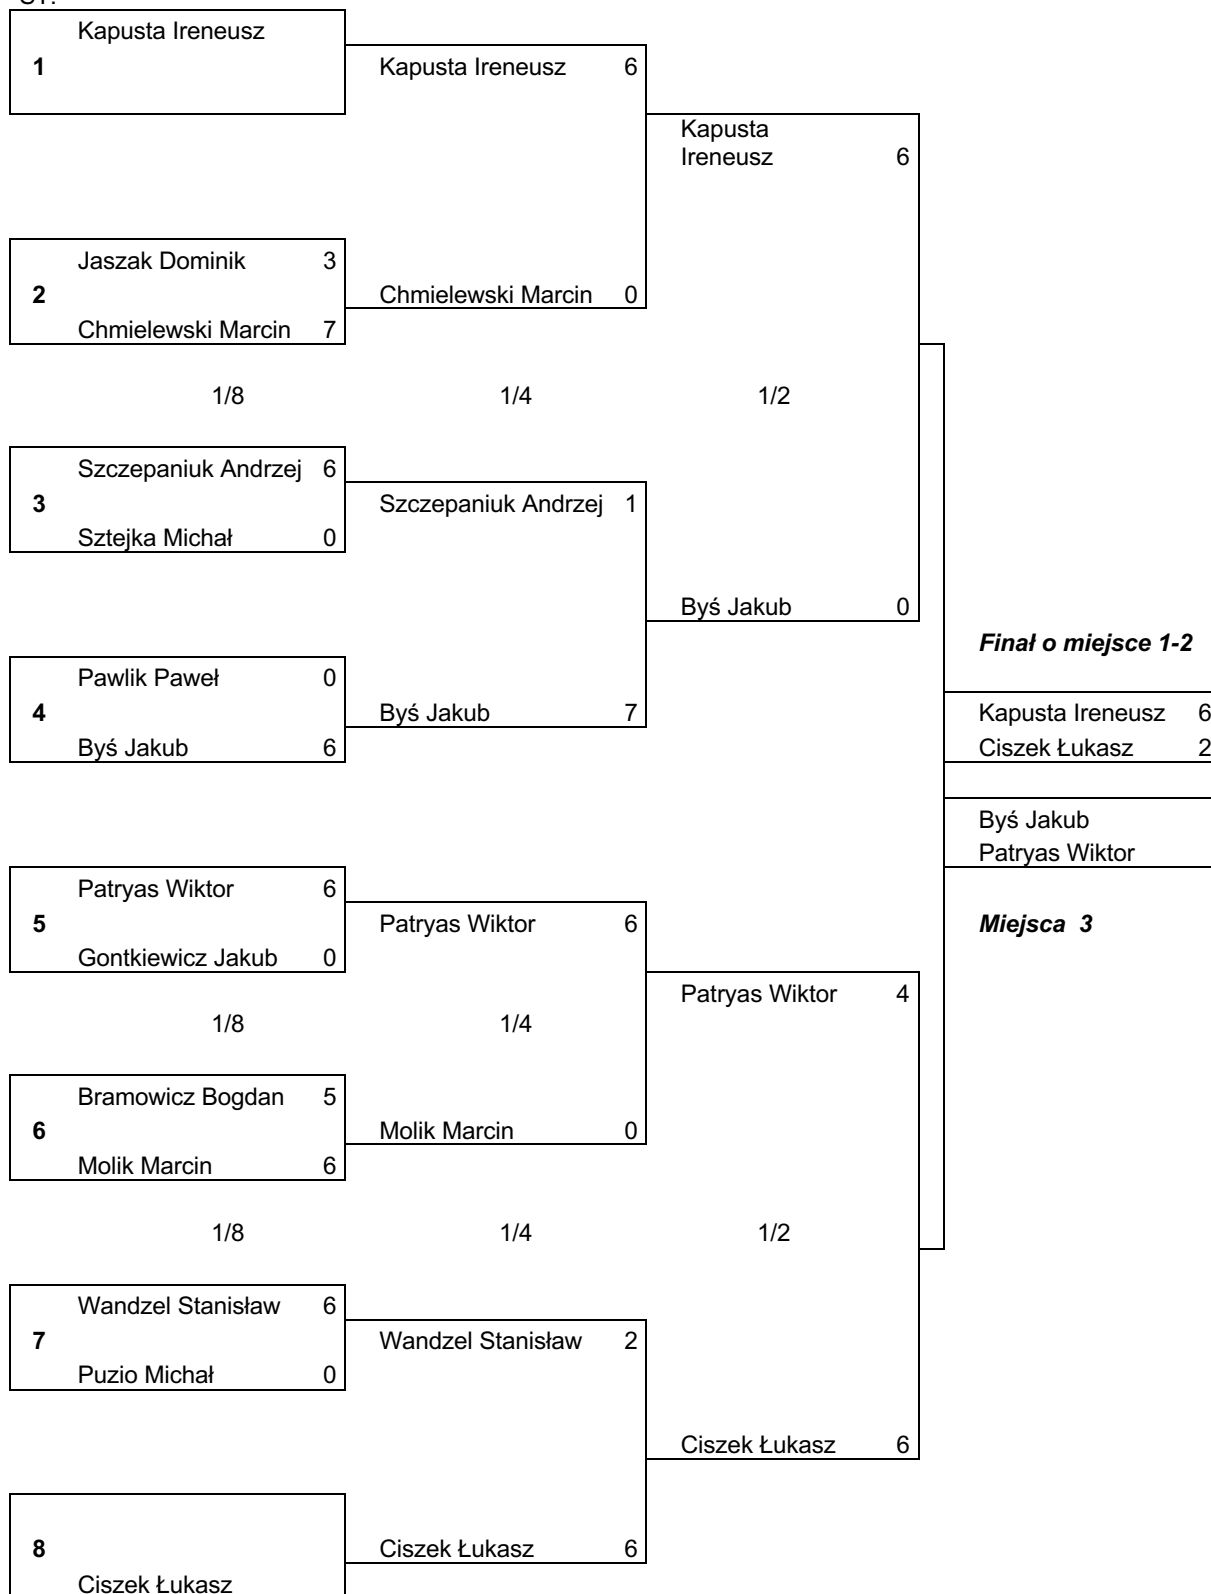 Kapusta Ireneusz
1 Kapusta Ireneusz 6
Kapusta
Ireneusz 6
Jaszak Dominik 3
2 Chmielewski Marcin 0
Chmielewski Marcin 7
1/8 1/4 1/2
Szczepaniuk Andrzej 6
3 Szczepaniuk Andrzej 1
Sztejka Michał 0
Byś Jakub 0
Finał o miejsce 1-2
Pawlik Paweł 0
4 Byś Jakub 7 Kapusta Ireneusz 6
Byś Jakub 6 Ciszek Łukasz 2
Byś Jakub
Patryas Wiktor
Patryas Wiktor 6
5 Patryas Wiktor 6 Miejsca 3
Gontkiewicz Jakub 0
Patryas Wiktor 4
1/8 1/4
Bramowicz Bogdan 5
6 Molik Marcin 0
Molik Marcin 6
1/8 1/4 1/2
Wandzel Stanisław 6
7 Wandzel Stanisław 2
Puzio Michał 0
Ciszek Łukasz 6
8 Ciszek Łukasz 6
Ciszek Łukasz